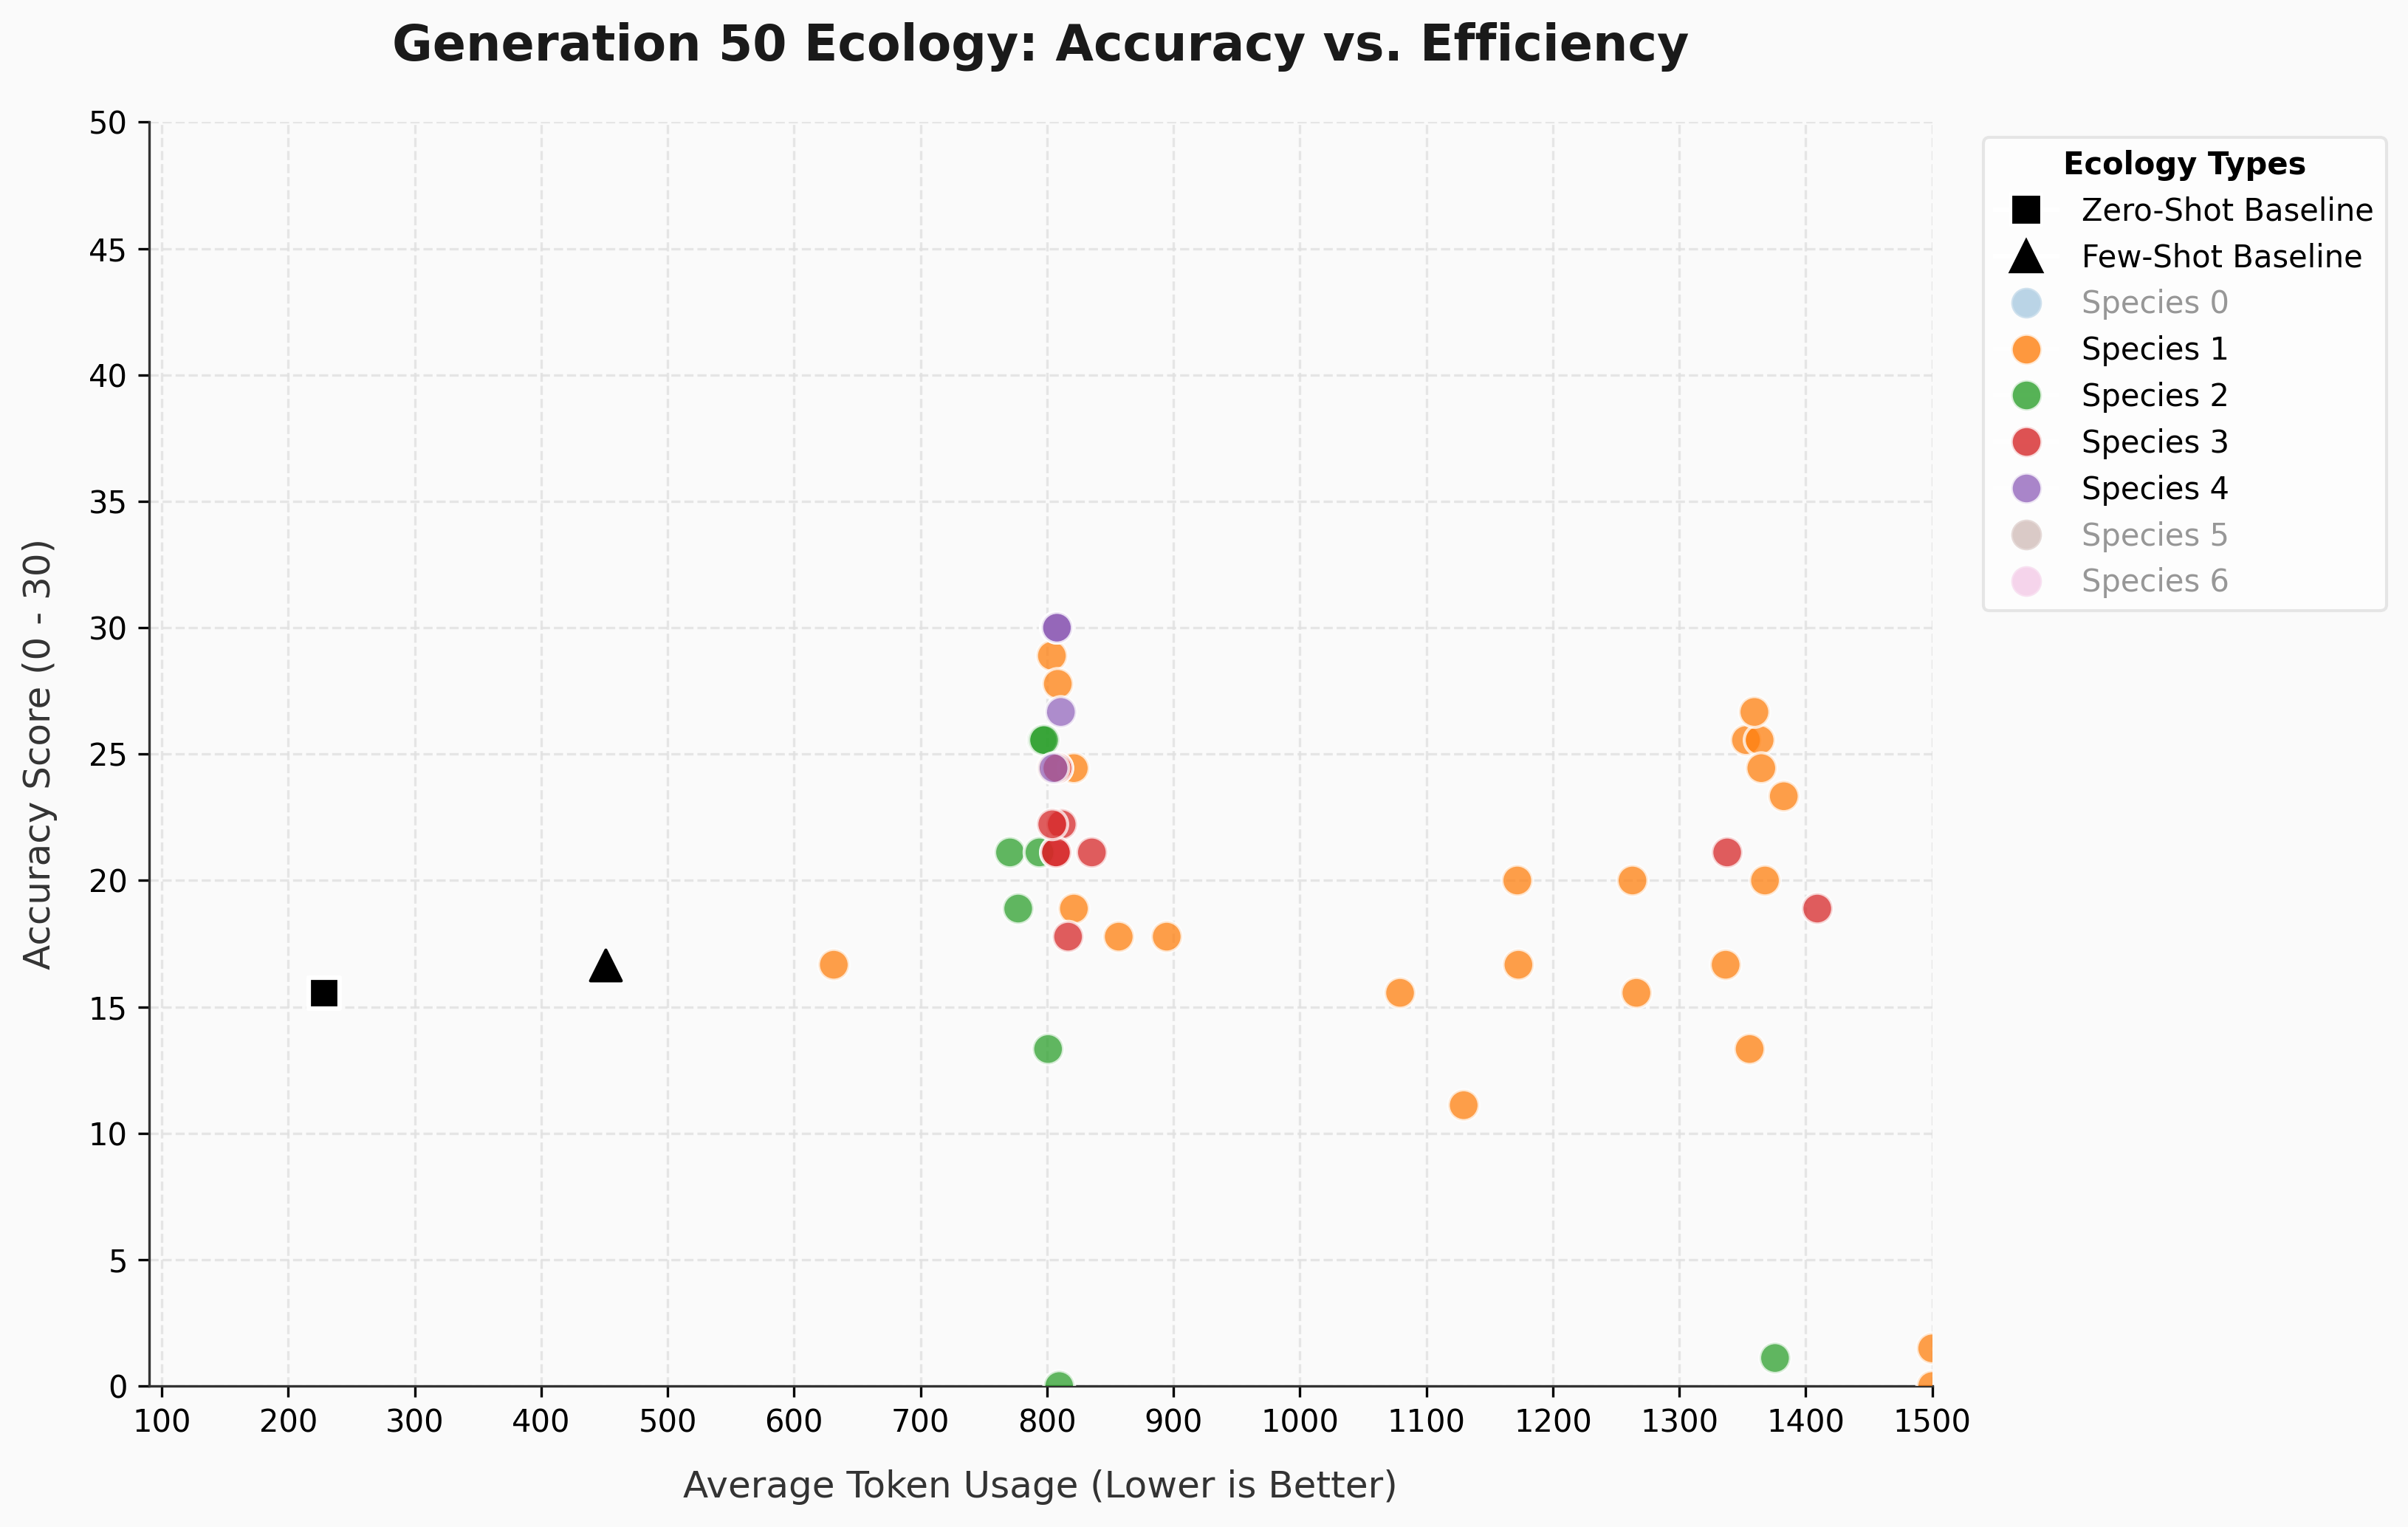 Generation 50 Ecology: Accuracy vs. Efficiency
50
45
40
35
30
25
20
15
10
5
0
Accuracy Score (0 - 30)
100 200 300 400 500 600 700 800 900 1000 1100 1200 1300 1400 1500
Average Token Usage (Lower is Better)
Ecology Types
Zero-Shot Baseline
Few-Shot Baseline
Species 0
Species 1
Species 2
Species 3
Species 4
Species 5
Species 6